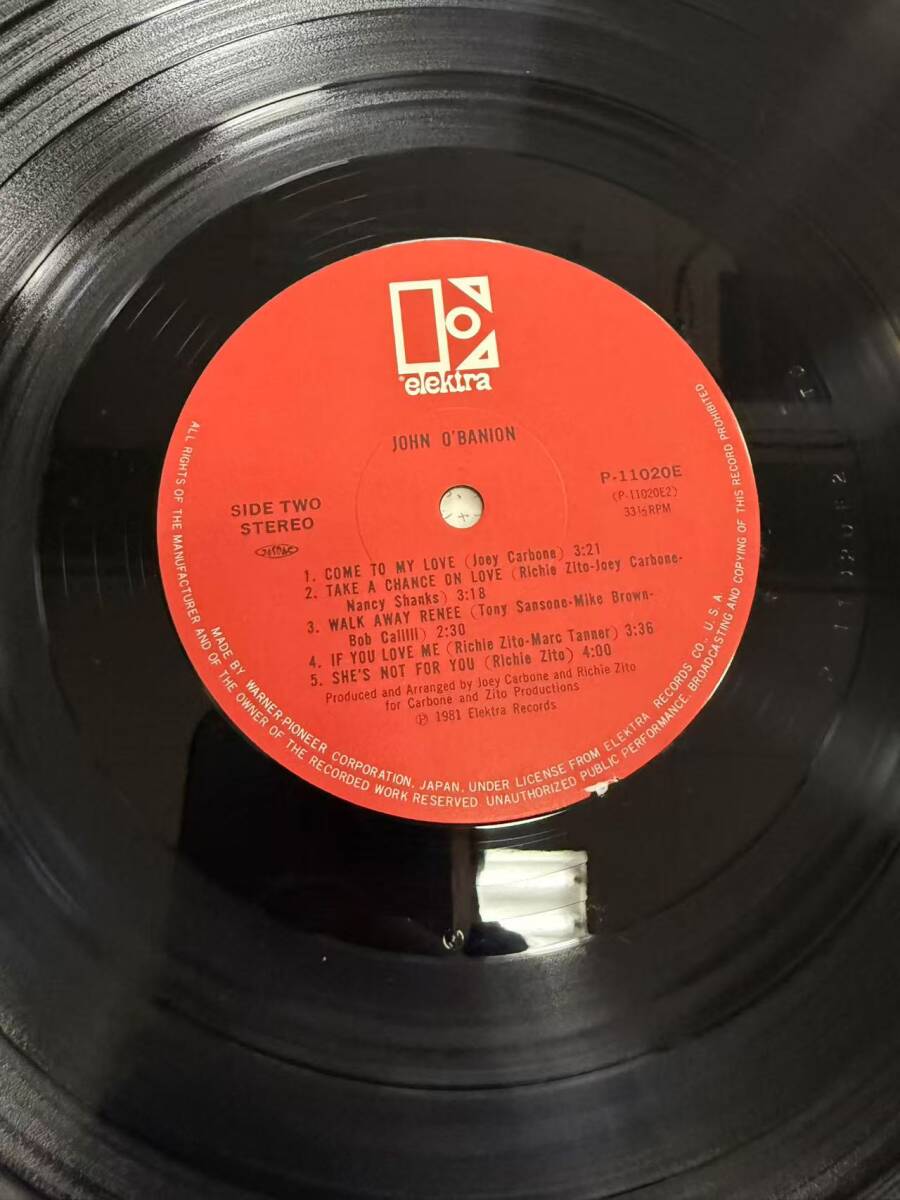 elektra
JOHN O'BANION
SIDE TWO
STEREO
P-11020E
(P-11020E2)
33⅓RPM
JASRAC
1. COME TO MY LOVE (Joey Carbone) 3:21
2. TAKE A CHANCE ON LOVE (Richie Zito-Joey Carbone-
Nancy Shanks) 3:18
3. WALK AWAY RENEE (Tony Sansone-Mike Brown-
Bob Calilli) 2:30
4. IF YOU LOVE ME (Richie Zito-Marc Tanner) 3:36
5. SHE'S NOT FOR YOU (Richie Zito) 4:00
Produced and Arranged by Joey Carbone and Richie Zito
for Carbone and Zito Productions
Ⓟ 1981 Elektra Records
MADE BY WARNER-PIONEER CORPORATION, JAPAN, UNDER LICENSE FROM ELEKTRA RECORDS CO., U.S.A.
ALL RIGHTS OF THE MANUFACTURER AND OF THE OWNER OF THE RECORDED WORK RESERVED. UNAUTHORIZED PUBLIC PERFORMANCE, BROADCASTING AND COPYING OF THIS RECORD PROHIBITED